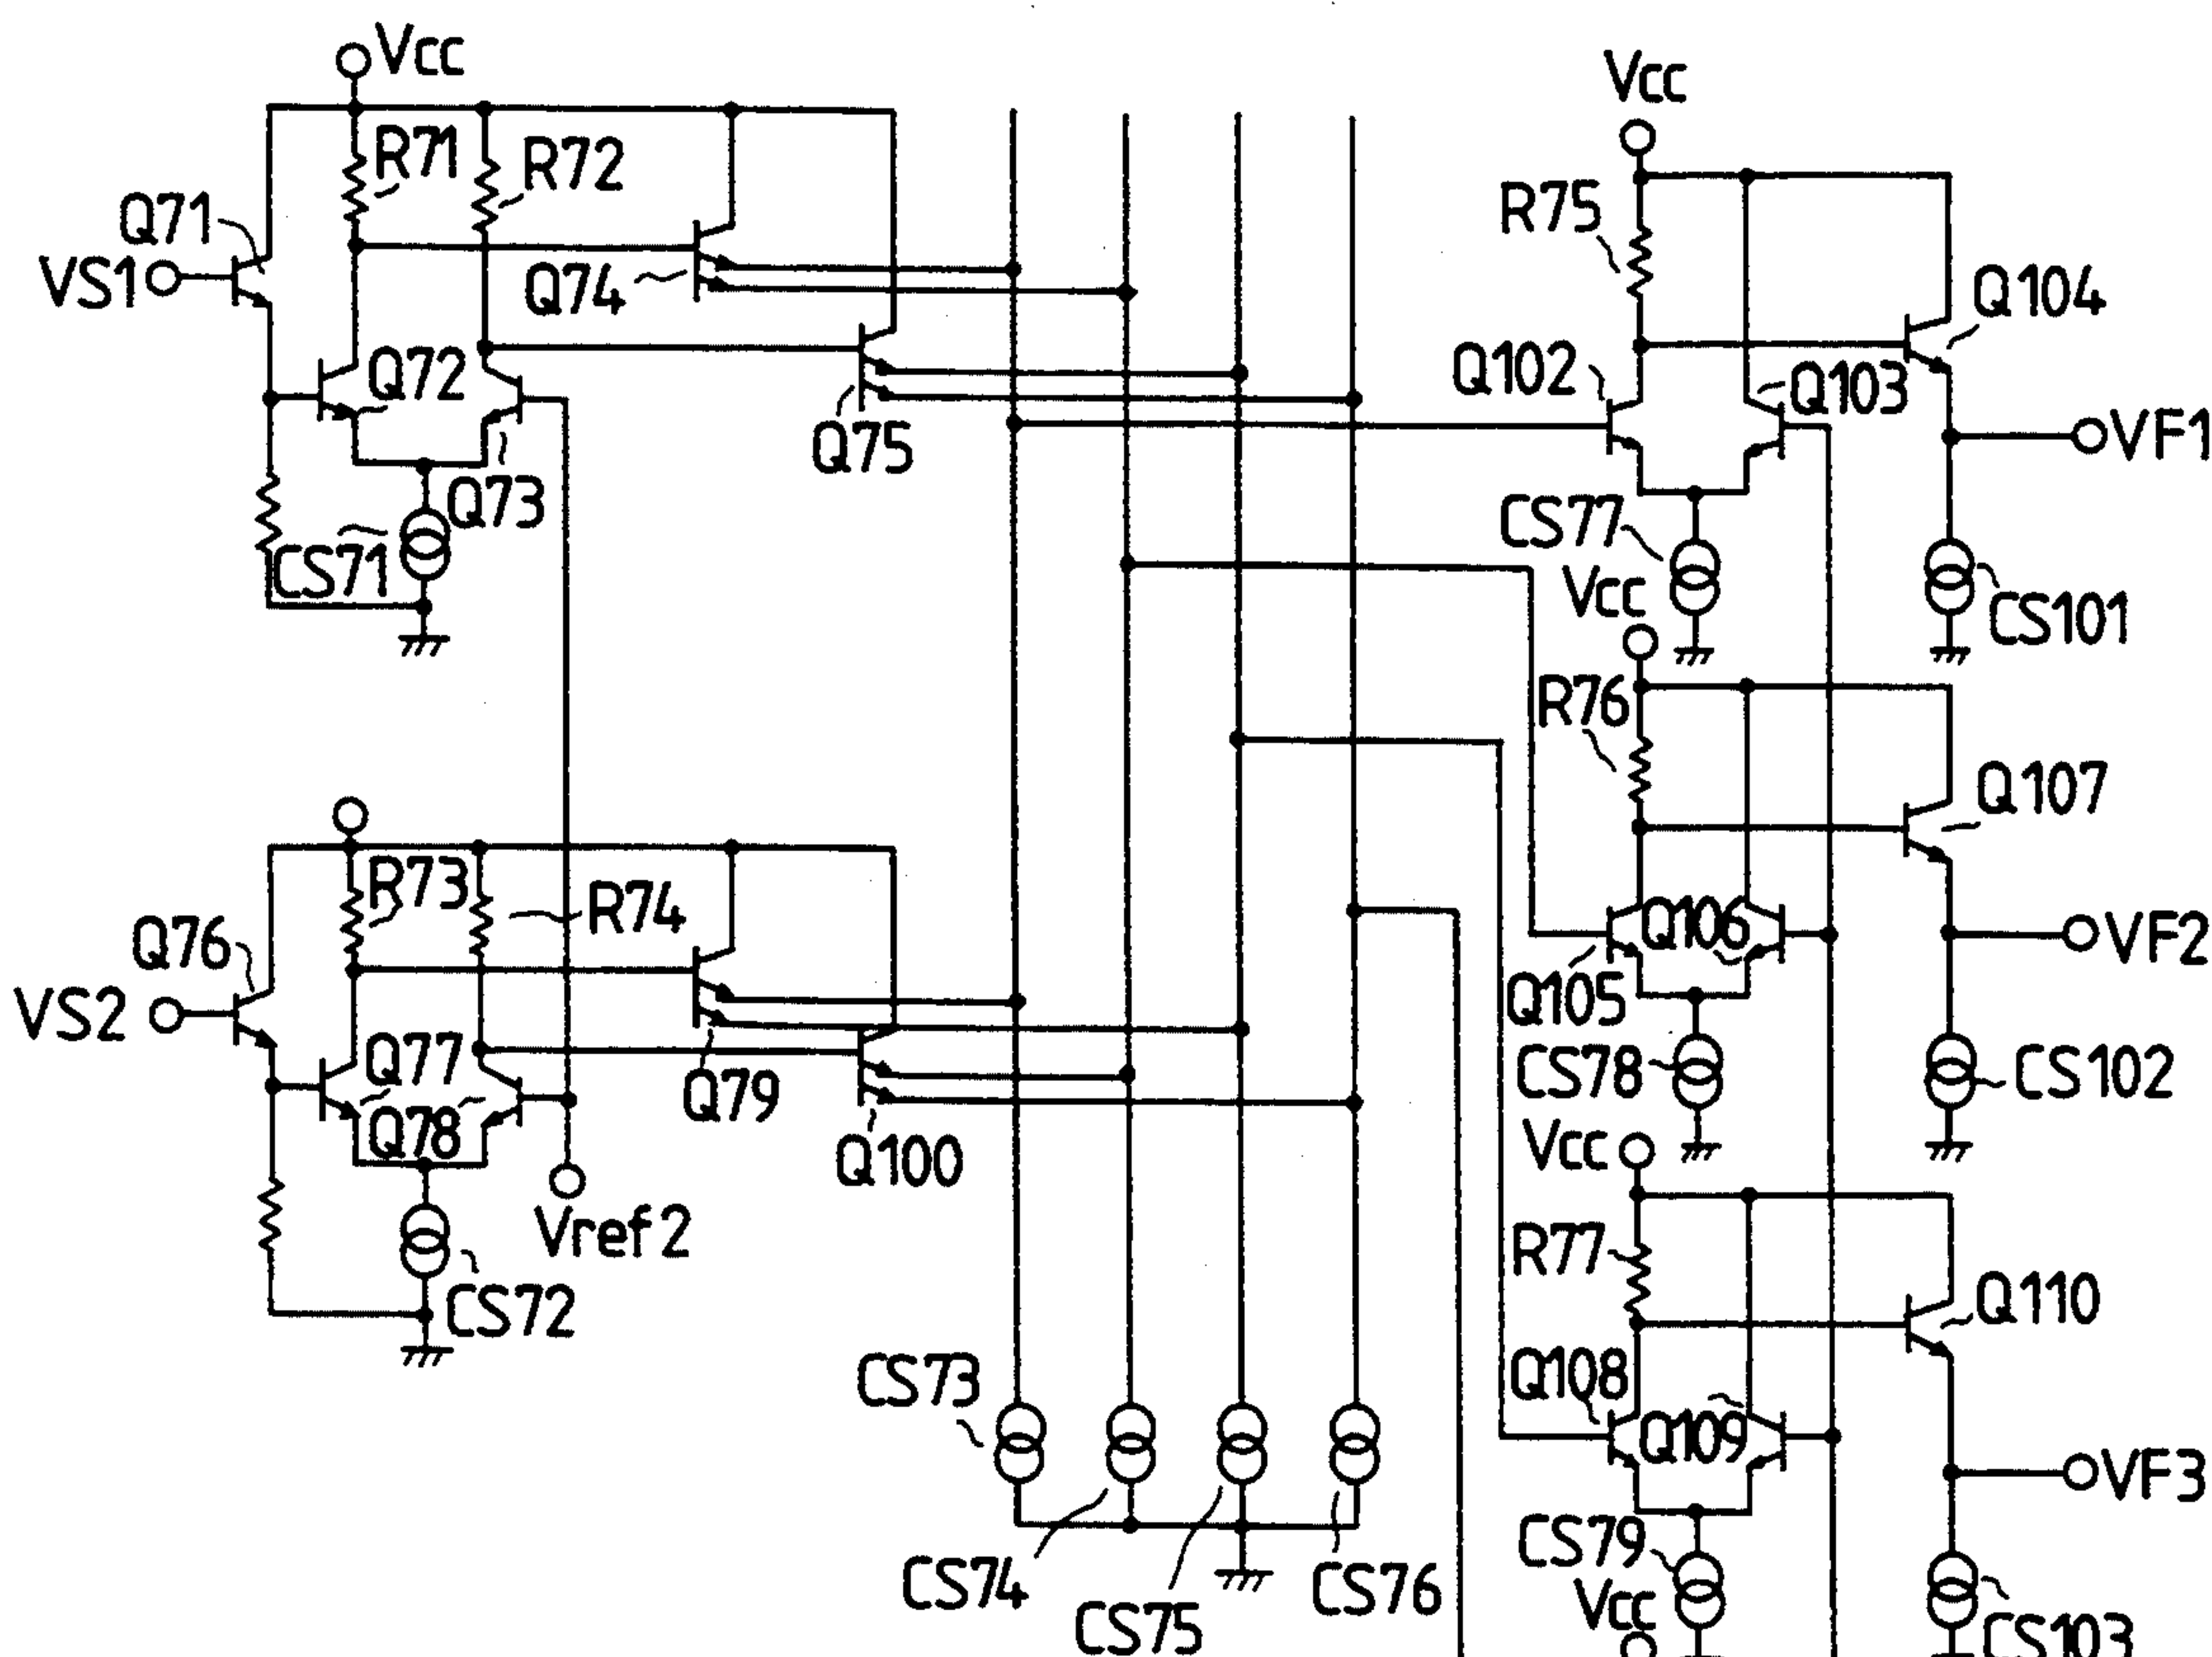 Vcc
Vcc
R71
R72
R75
Q71
VS1
Q74
Q104
Q72
Q102
Q103
Q75
VF1
Q73
CS77
CS71
Vcc
CS101
R76
Q107
R73
R74
Q76
Q106
VF2
VS2
Q105
Q77
Q79
CS78
CS102
Q78
Q100
Vcc
Vref2
R77
CS72
Q110
CS73
Q108
Q109
VF3
CS79
CS74
CS76
Vcc
CS75
CS103